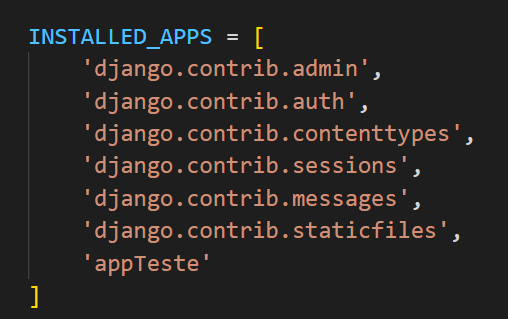 INSTALLED_APPS = [
    'django.contrib.admin',
    'django.contrib.auth',
    'django.contrib.contenttypes',
    'django.contrib.sessions',
    'django.contrib.messages',
    'django.contrib.staticfiles',
    'appTeste'
]